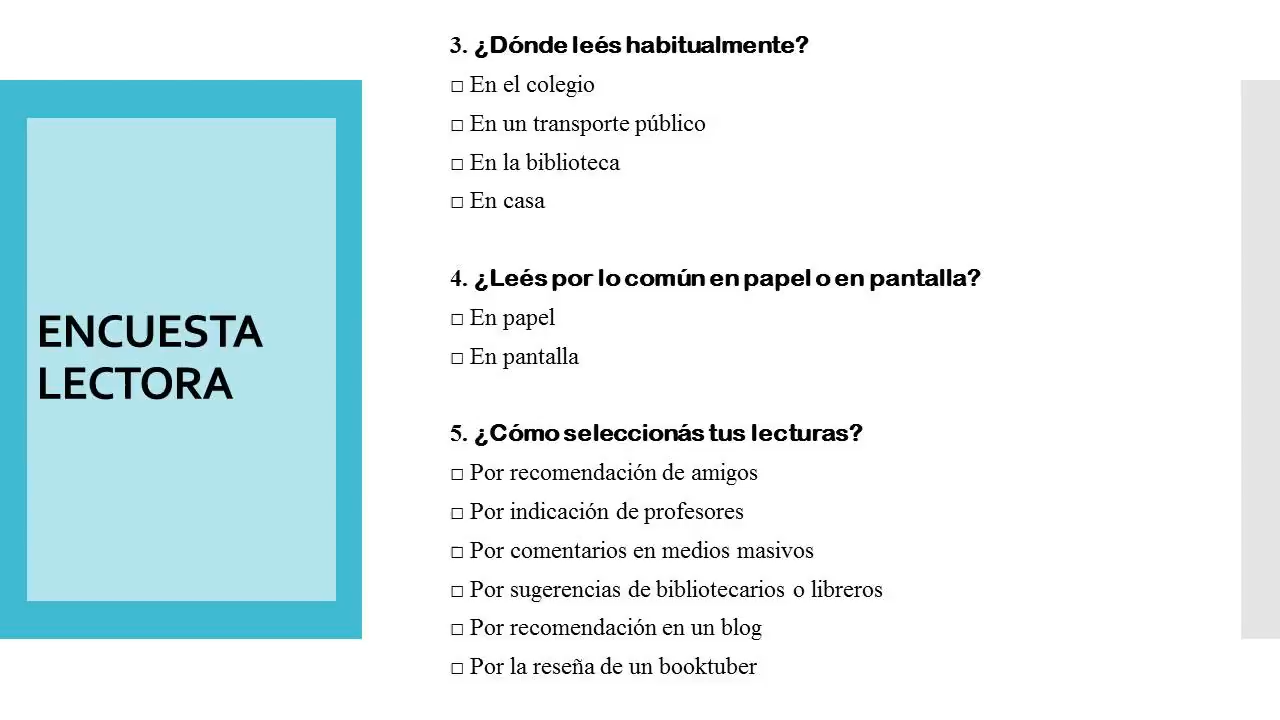 ENCUESTA
LECTORA
3. ¿Dónde leés habitualmente?
□ En el colegio
□ En un transporte público
□ En la biblioteca
□ En casa
4. ¿Leés por lo común en papel o en pantalla?
□ En papel
□ En pantalla
5. ¿Cómo seleccionás tus lecturas?
□ Por recomendación de amigos
□ Por indicación de profesores
□ Por comentarios en medios masivos
□ Por sugerencias de bibliotecarios o libreros
□ Por recomendación en un blog
□ Por la reseña de un booktuber